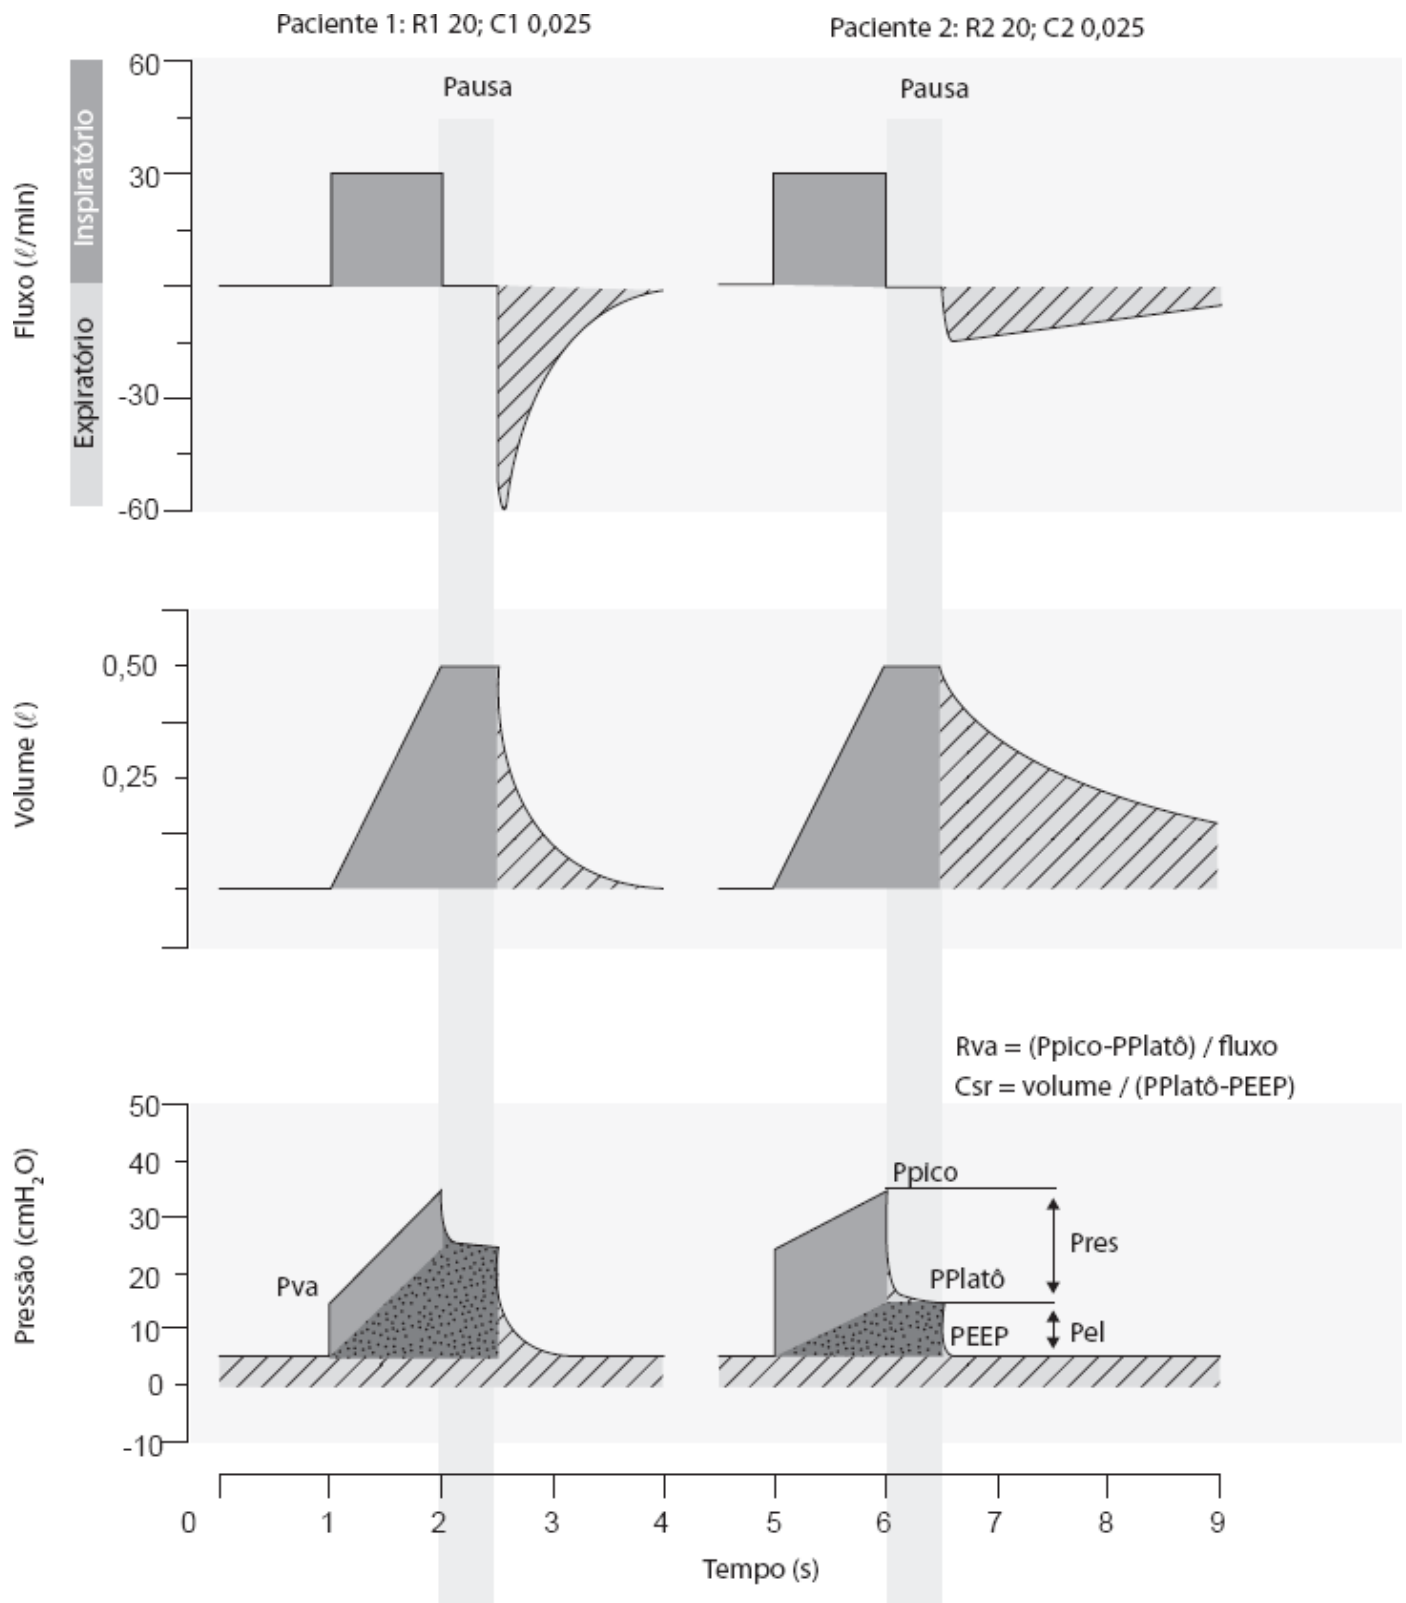 Paciente 1: R1 20; C1 0,025
Paciente 2: R2 20; C2 0,025
Fluxo (ℓ/min)
Inspiratório
Expiratório
60
30
-30
-60
Pausa
Pausa
Volume (ℓ)
0,50
0,25
Rva = (Ppico-PPlatô) / fluxo
Csr = volume / (PPlatô-PEEP)
Pressão (cmH₂O)
50
40
30
20
10
0
-10
Pva
Ppico
Pres
PPlatô
PEEP
Pel
0 1 2 3 4 5 6 7 8 9
Tempo (s)